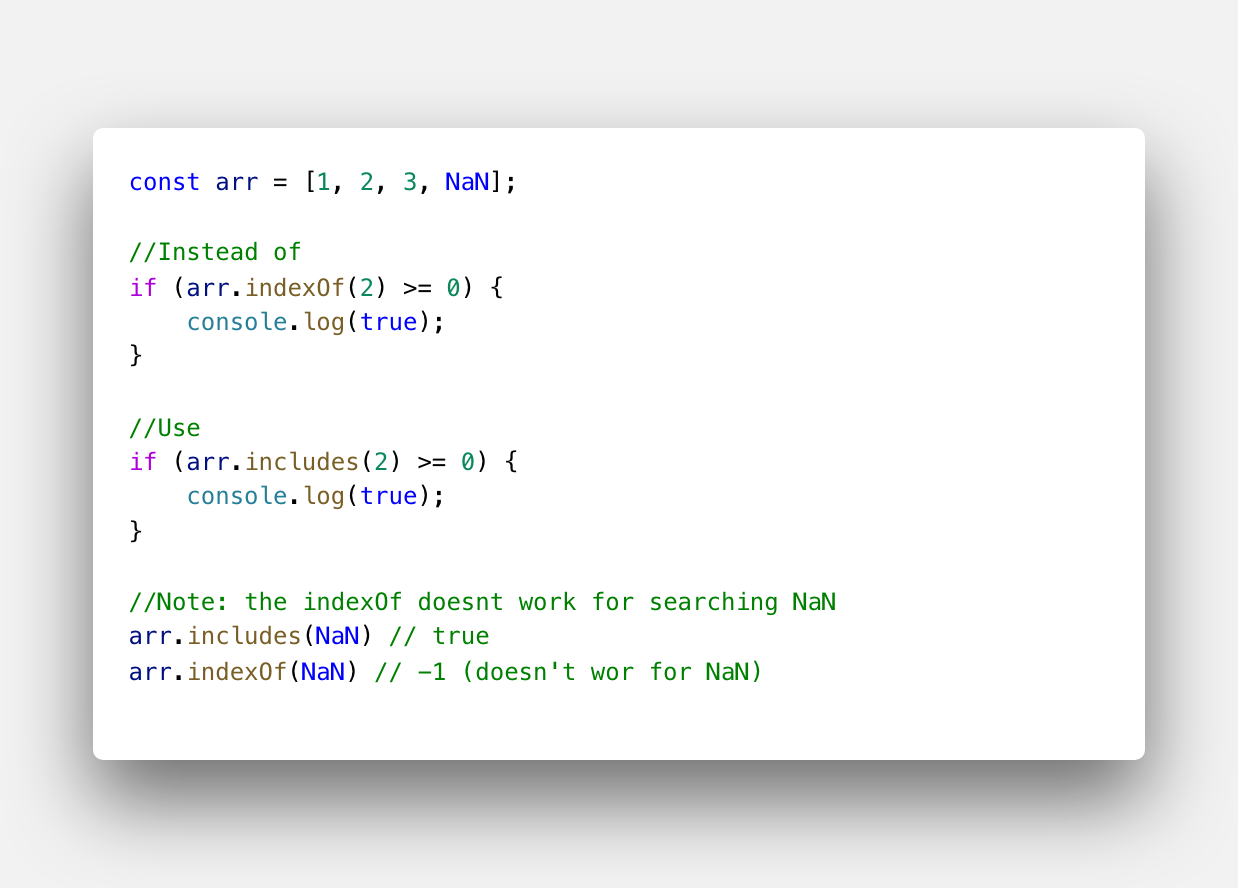 const arr = [1, 2, 3, NaN];
//Instead of
if (arr.indexOf(2) >= 0) {
    console.log(true);
}
//Use
if (arr.includes(2) >= 0) {
    console.log(true);
}
//Note: the indexOf doesnt work for searching NaN
arr.includes(NaN) // true
arr.indexOf(NaN) // −1 (doesn't wor for NaN)